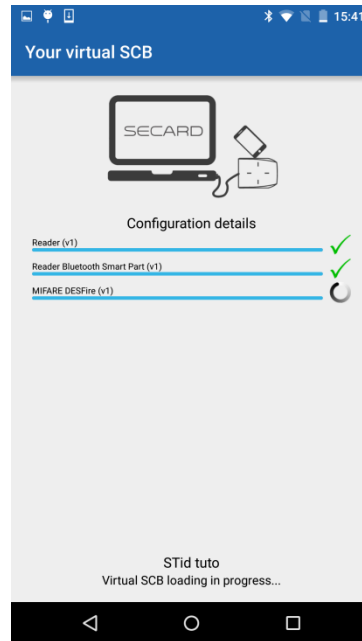 15:41
Your virtual SCB
SECARD
Configuration details
Reader (v1)
Reader Bluetooth Smart Part (v1)
MIFARE DESFire (v1)
STid tuto
Virtual SCB loading in progress...